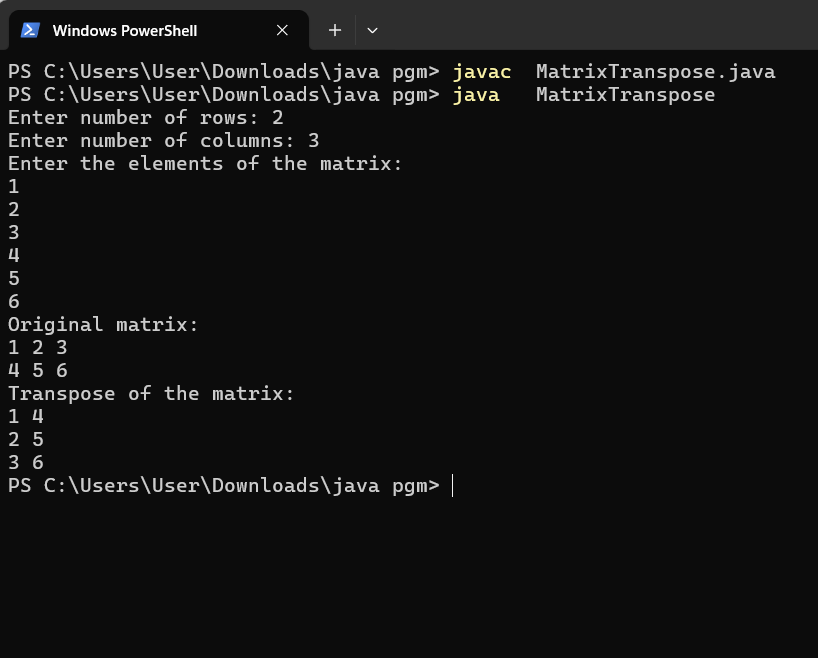 Windows PowerShell
PS C:\Users\User\Downloads\java pgm> javac  MatrixTranspose.java
PS C:\Users\User\Downloads\java pgm> java   MatrixTranspose
Enter number of rows: 2
Enter number of columns: 3
Enter the elements of the matrix:
1
2
3
4
5
6
Original matrix:
1 2 3
4 5 6
Transpose of the matrix:
1 4
2 5
3 6
PS C:\Users\User\Downloads\java pgm>